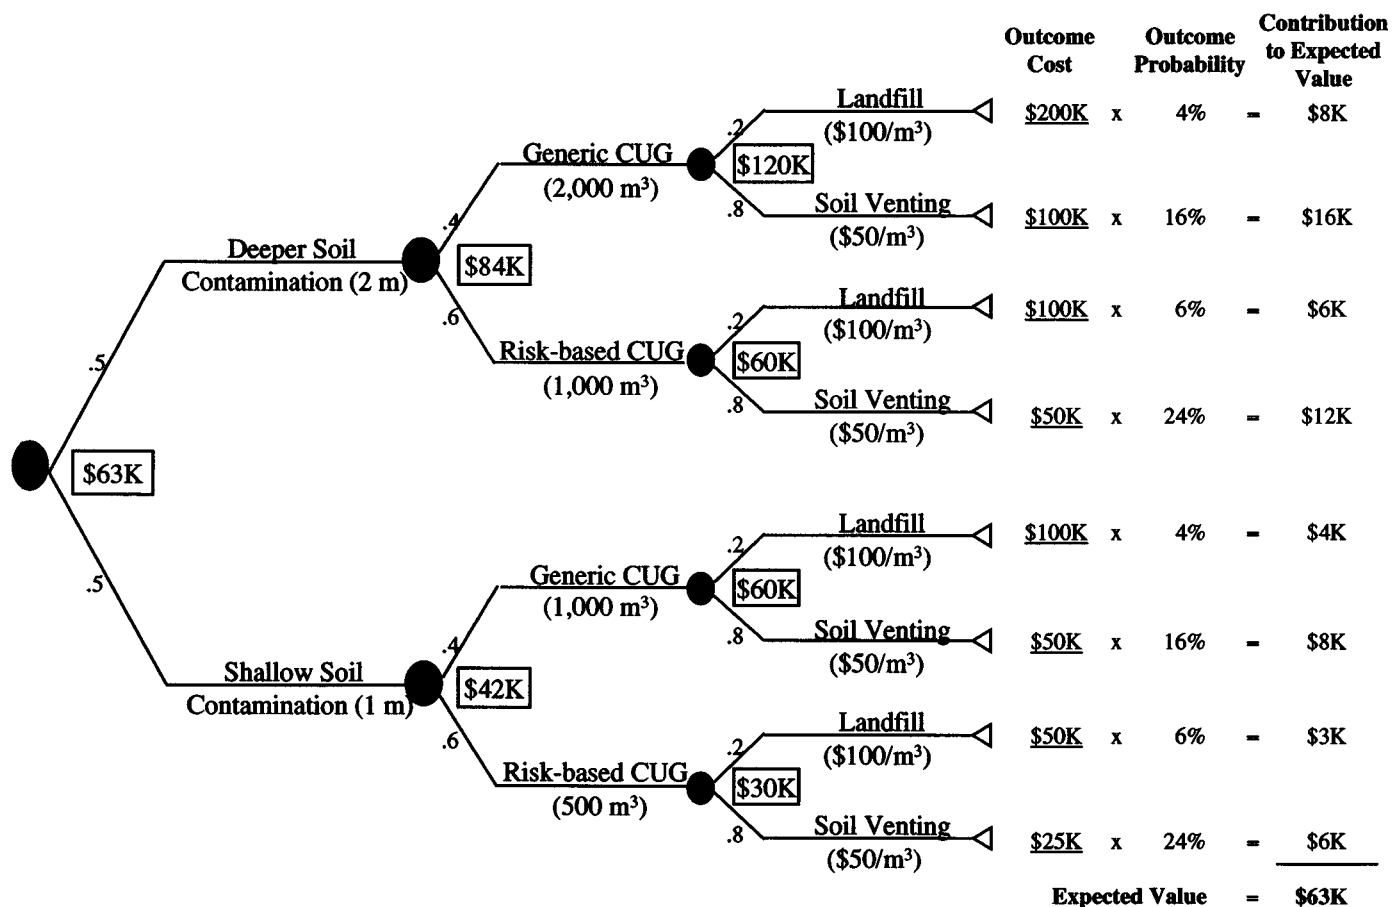 Outcome Cost
Outcome Probability
Contribution to Expected Value
Landfill
($100/m³)
.2
$200K x 4% = $8K
Generic CUG
(2,000 m³)
$120K
.4
.8
Soil Venting
($50/m³)
$100K x 16% = $16K
Deeper Soil
Contamination (2 m)
$84K
.5
.6
Landfill
($100/m³)
.2
$100K x 6% = $6K
Risk-based CUG
(1,000 m³)
$60K
.8
Soil Venting
($50/m³)
$50K x 24% = $12K
$63K
.5
Landfill
($100/m³)
.2
$100K x 4% = $4K
Generic CUG
(1,000 m³)
$60K
.4
.8
Soil Venting
($50/m³)
$50K x 16% = $8K
Shallow Soil
Contamination (1 m)
$42K
.6
Landfill
($100/m³)
.2
$50K x 6% = $3K
Risk-based CUG
(500 m³)
$30K
.8
Soil Venting
($50/m³)
$25K x 24% = $6K
Expected Value = $63K